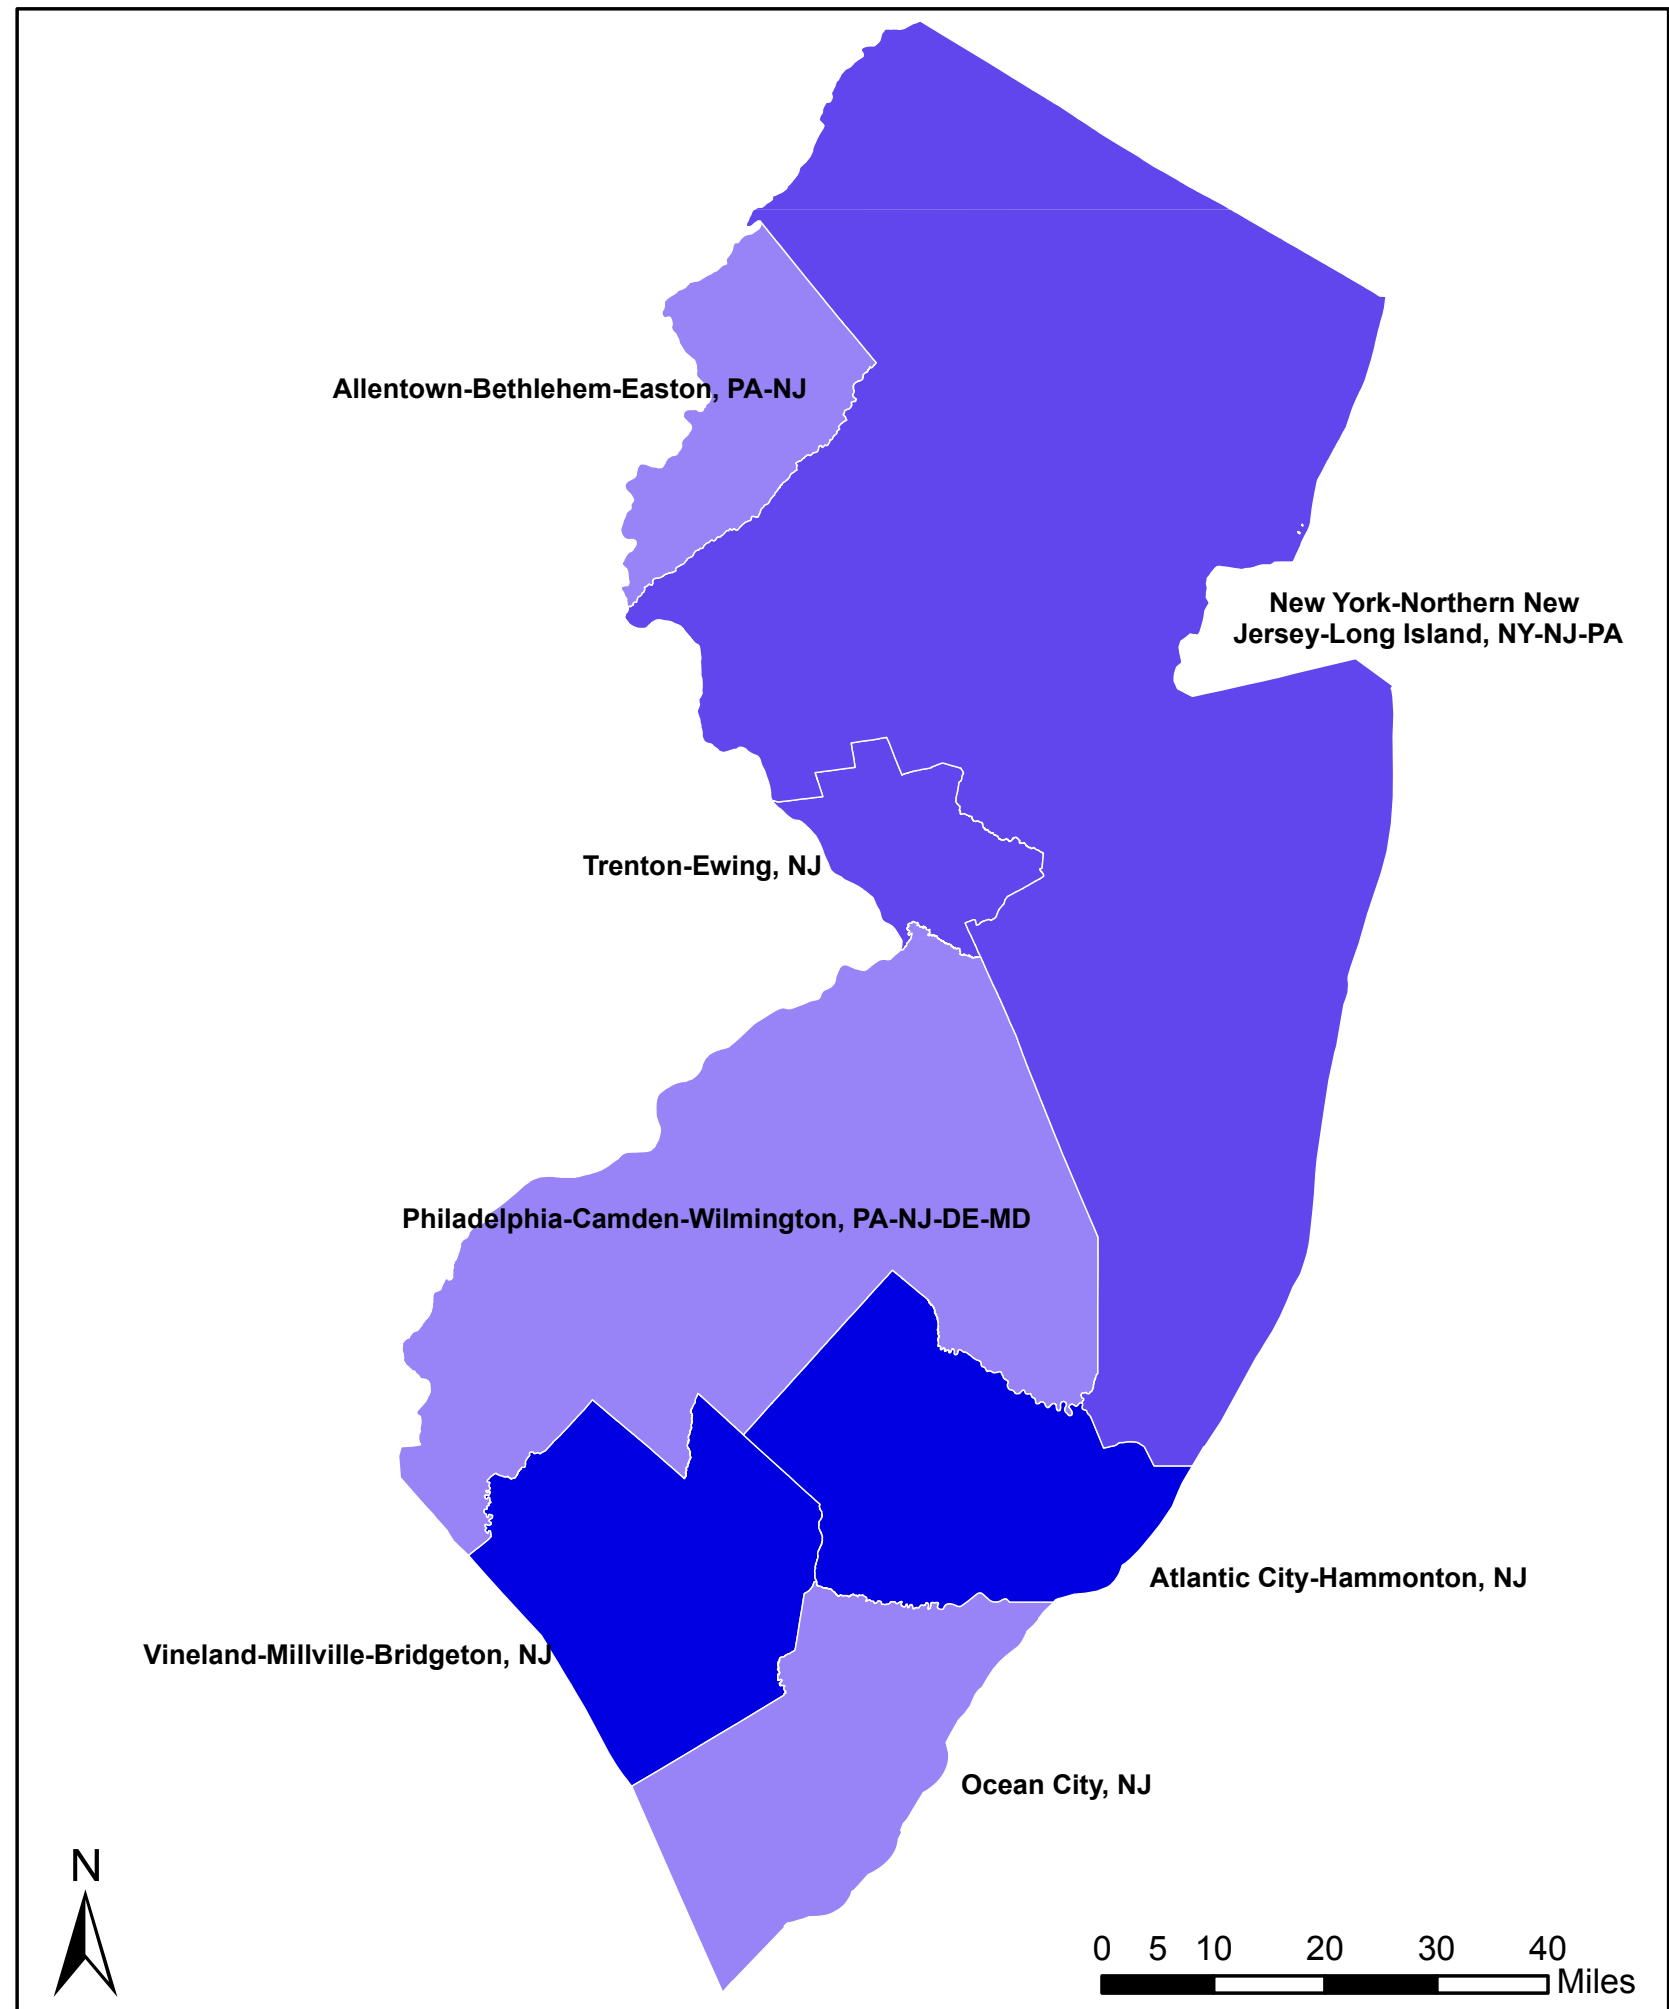 Allentown-Bethlehem-Easton, PA-NJ
New York-Northern New
Jersey-Long Island, NY-NJ-PA
Trenton-Ewing, NJ
Philadelphia-Camden-Wilmington, PA-NJ-DE-MD
Atlantic City-Hammonton, NJ
Vineland-Millville-Bridgeton, NJ
Ocean City, NJ
N
0 5 10 20 30 40
Miles